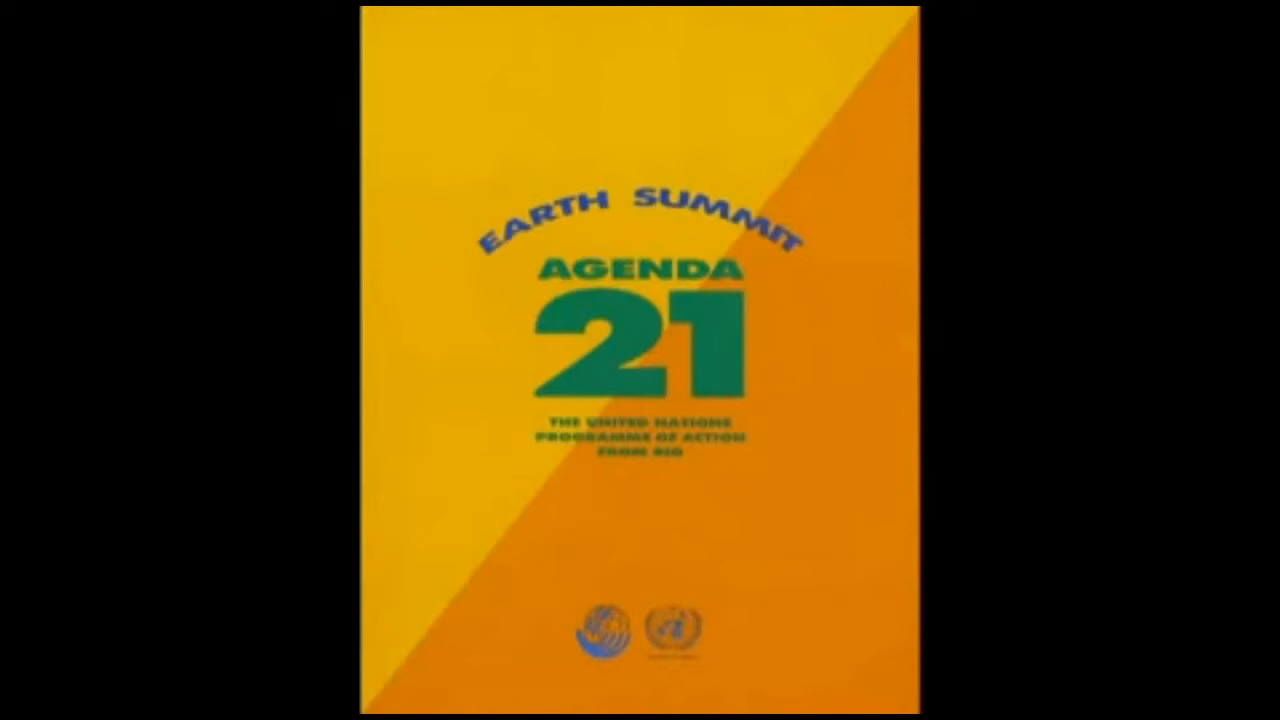 EARTH SUMMIT
AGENDA
21
THE UNITED NATIONS
PROGRAMME OF ACTION
FROM RIO